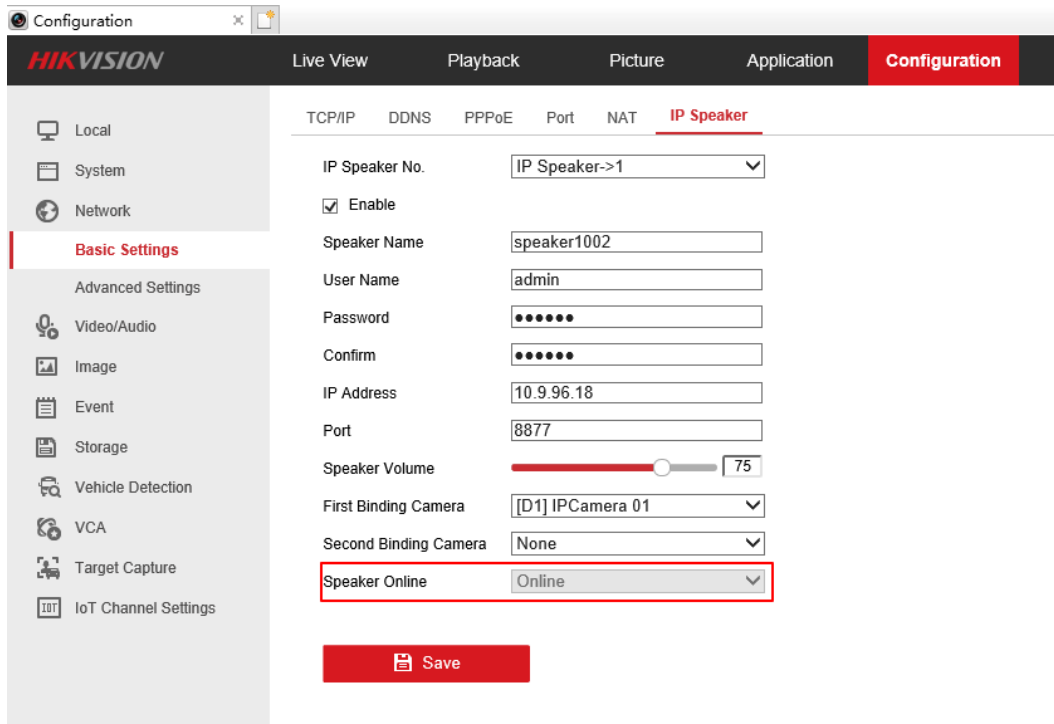 Configuration
HIKVISION Live View Playback Picture Application Configuration
Local
System
Network
Basic Settings
Advanced Settings
Video/Audio
Image
Event
Storage
Vehicle Detection
VCA
Target Capture
IOT IoT Channel Settings
TCP/IP DDNS PPPoE Port NAT IP Speaker
IP Speaker No. IP Speaker->1
Enable
Speaker Name speaker1002
User Name admin
Password ●●●●●●
Confirm ●●●●●●
IP Address 10.9.96.18
Port 8877
Speaker Volume 75
First Binding Camera [D1] IPCamera 01
Second Binding Camera None
Speaker Online Online
Save